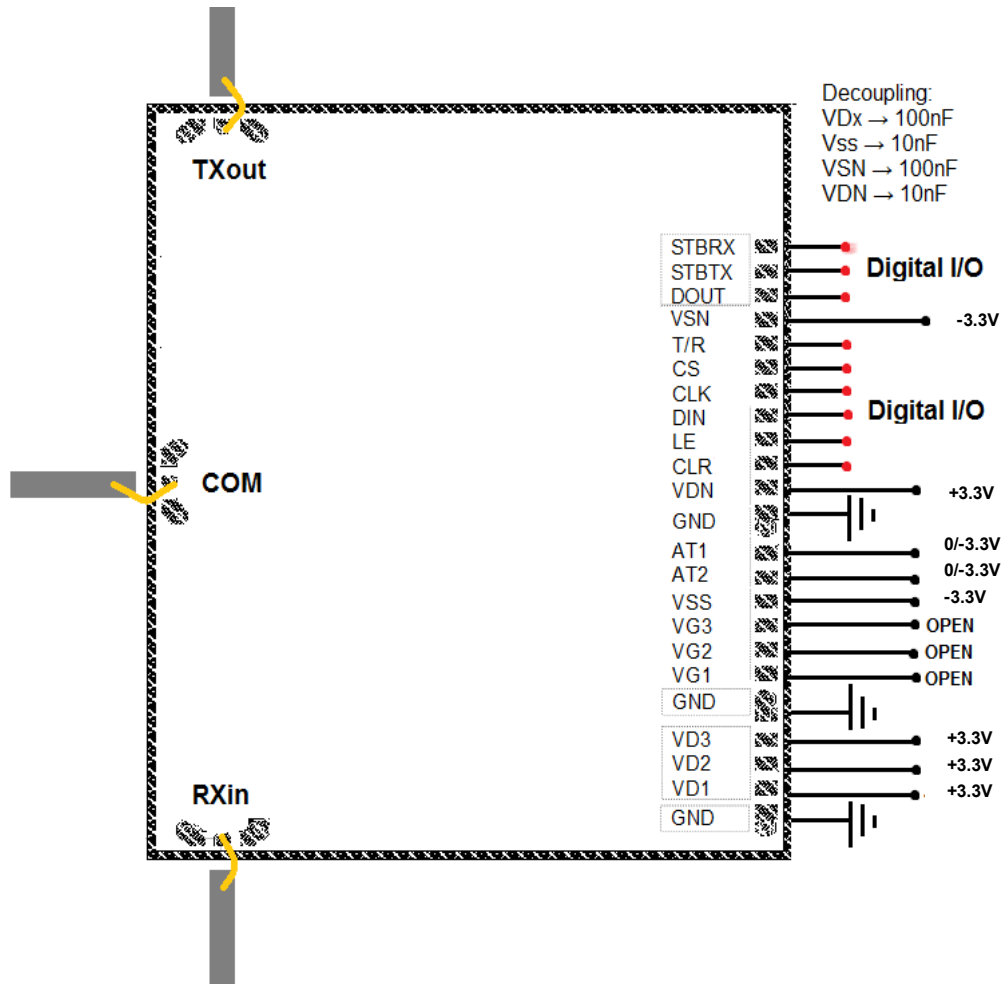 Decoupling:
VDx → 100nF
Vss → 10nF
VSN → 100nF
VDN → 10nF
TXout
STBRX
STBTX
DOUT
Digital I/O
VSN
-3.3V
T/R
CS
CLK
DIN
LE
CLR
Digital I/O
COM
VDN
+3.3V
GND
AT1
0/-3.3V
AT2
0/-3.3V
VSS
-3.3V
VG3
OPEN
VG2
OPEN
VG1
OPEN
GND
VD3
+3.3V
VD2
+3.3V
VD1
+3.3V
RXin
GND